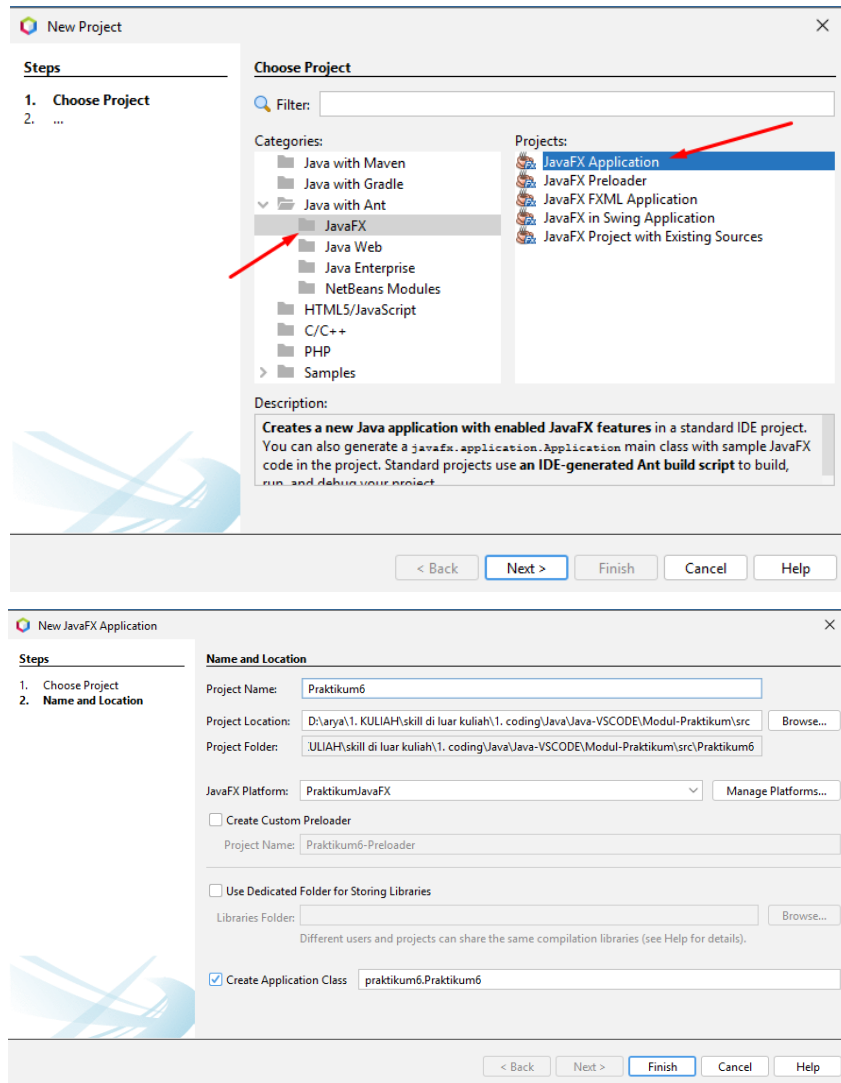 New Project
Steps
1. Choose Project
2. ...
Choose Project
Filter:
Categories:
Java with Maven
Java with Gradle
Java with Ant
JavaFX
Java Web
Java Enterprise
NetBeans Modules
HTML5/JavaScript
C/C++
PHP
Samples
Projects:
JavaFX Application
JavaFX Preloader
JavaFX FXML Application
JavaFX in Swing Application
JavaFX Project with Existing Sources
Description:
Creates a new Java application with enabled JavaFX features in a standard IDE project.
You can also generate a javafx.application.Application main class with sample JavaFX
code in the project. Standard projects use an IDE-generated Ant build script to build,
run, and debug your project.
< Back
Next >
Finish
Cancel
Help
New JavaFX Application
Steps
1. Choose Project
2. Name and Location
Name and Location
Project Name: Praktikum6
Project Location: D:\arya\1. KULIAH\skill di luar kuliah\1. coding\Java\Java-VSCODE\Modul-Praktikum\src Browse...
Project Folder: ULIAH\skill di luar kuliah\1. coding\Java\Java-VSCODE\Modul-Praktikum\src\Praktikum6
JavaFX Platform: PraktikumJavaFX Manage Platforms...
Create Custom Preloader
Project Name: Praktikum6-Preloader
Use Dedicated Folder for Storing Libraries
Libraries Folder: Browse...
Different users and projects can share the same compilation libraries (see Help for details).
Create Application Class praktikum6.Praktikum6
< Back
Next >
Finish
Cancel
Help